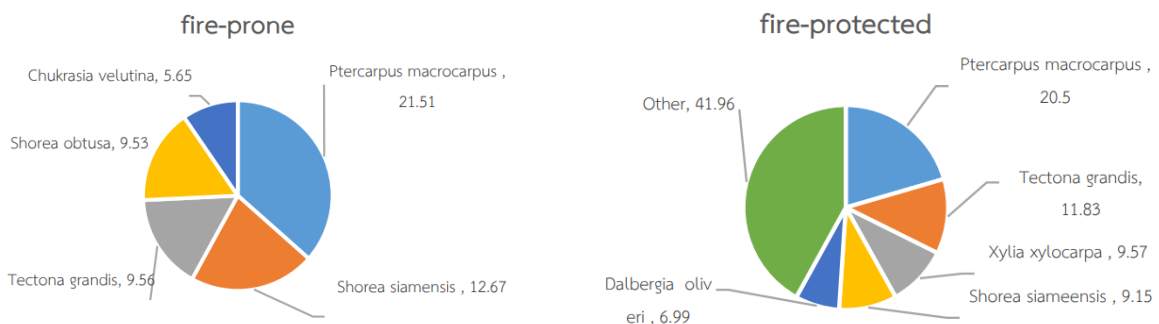 fire-prone
Chukrasia velutina, 5.65
Ptercarpus macrocarpus ,
21.51
Shorea obtusa, 9.53
Tectona grandis, 9.56
Shorea siamensis , 12.67
fire-protected
Other, 41.96
Ptercarpus macrocarpus ,
20.5
Tectona grandis,
11.83
Xylia xylocarpa , 9.57
Shorea siameensis , 9.15
Dalbergia oliv
eri , 6.99